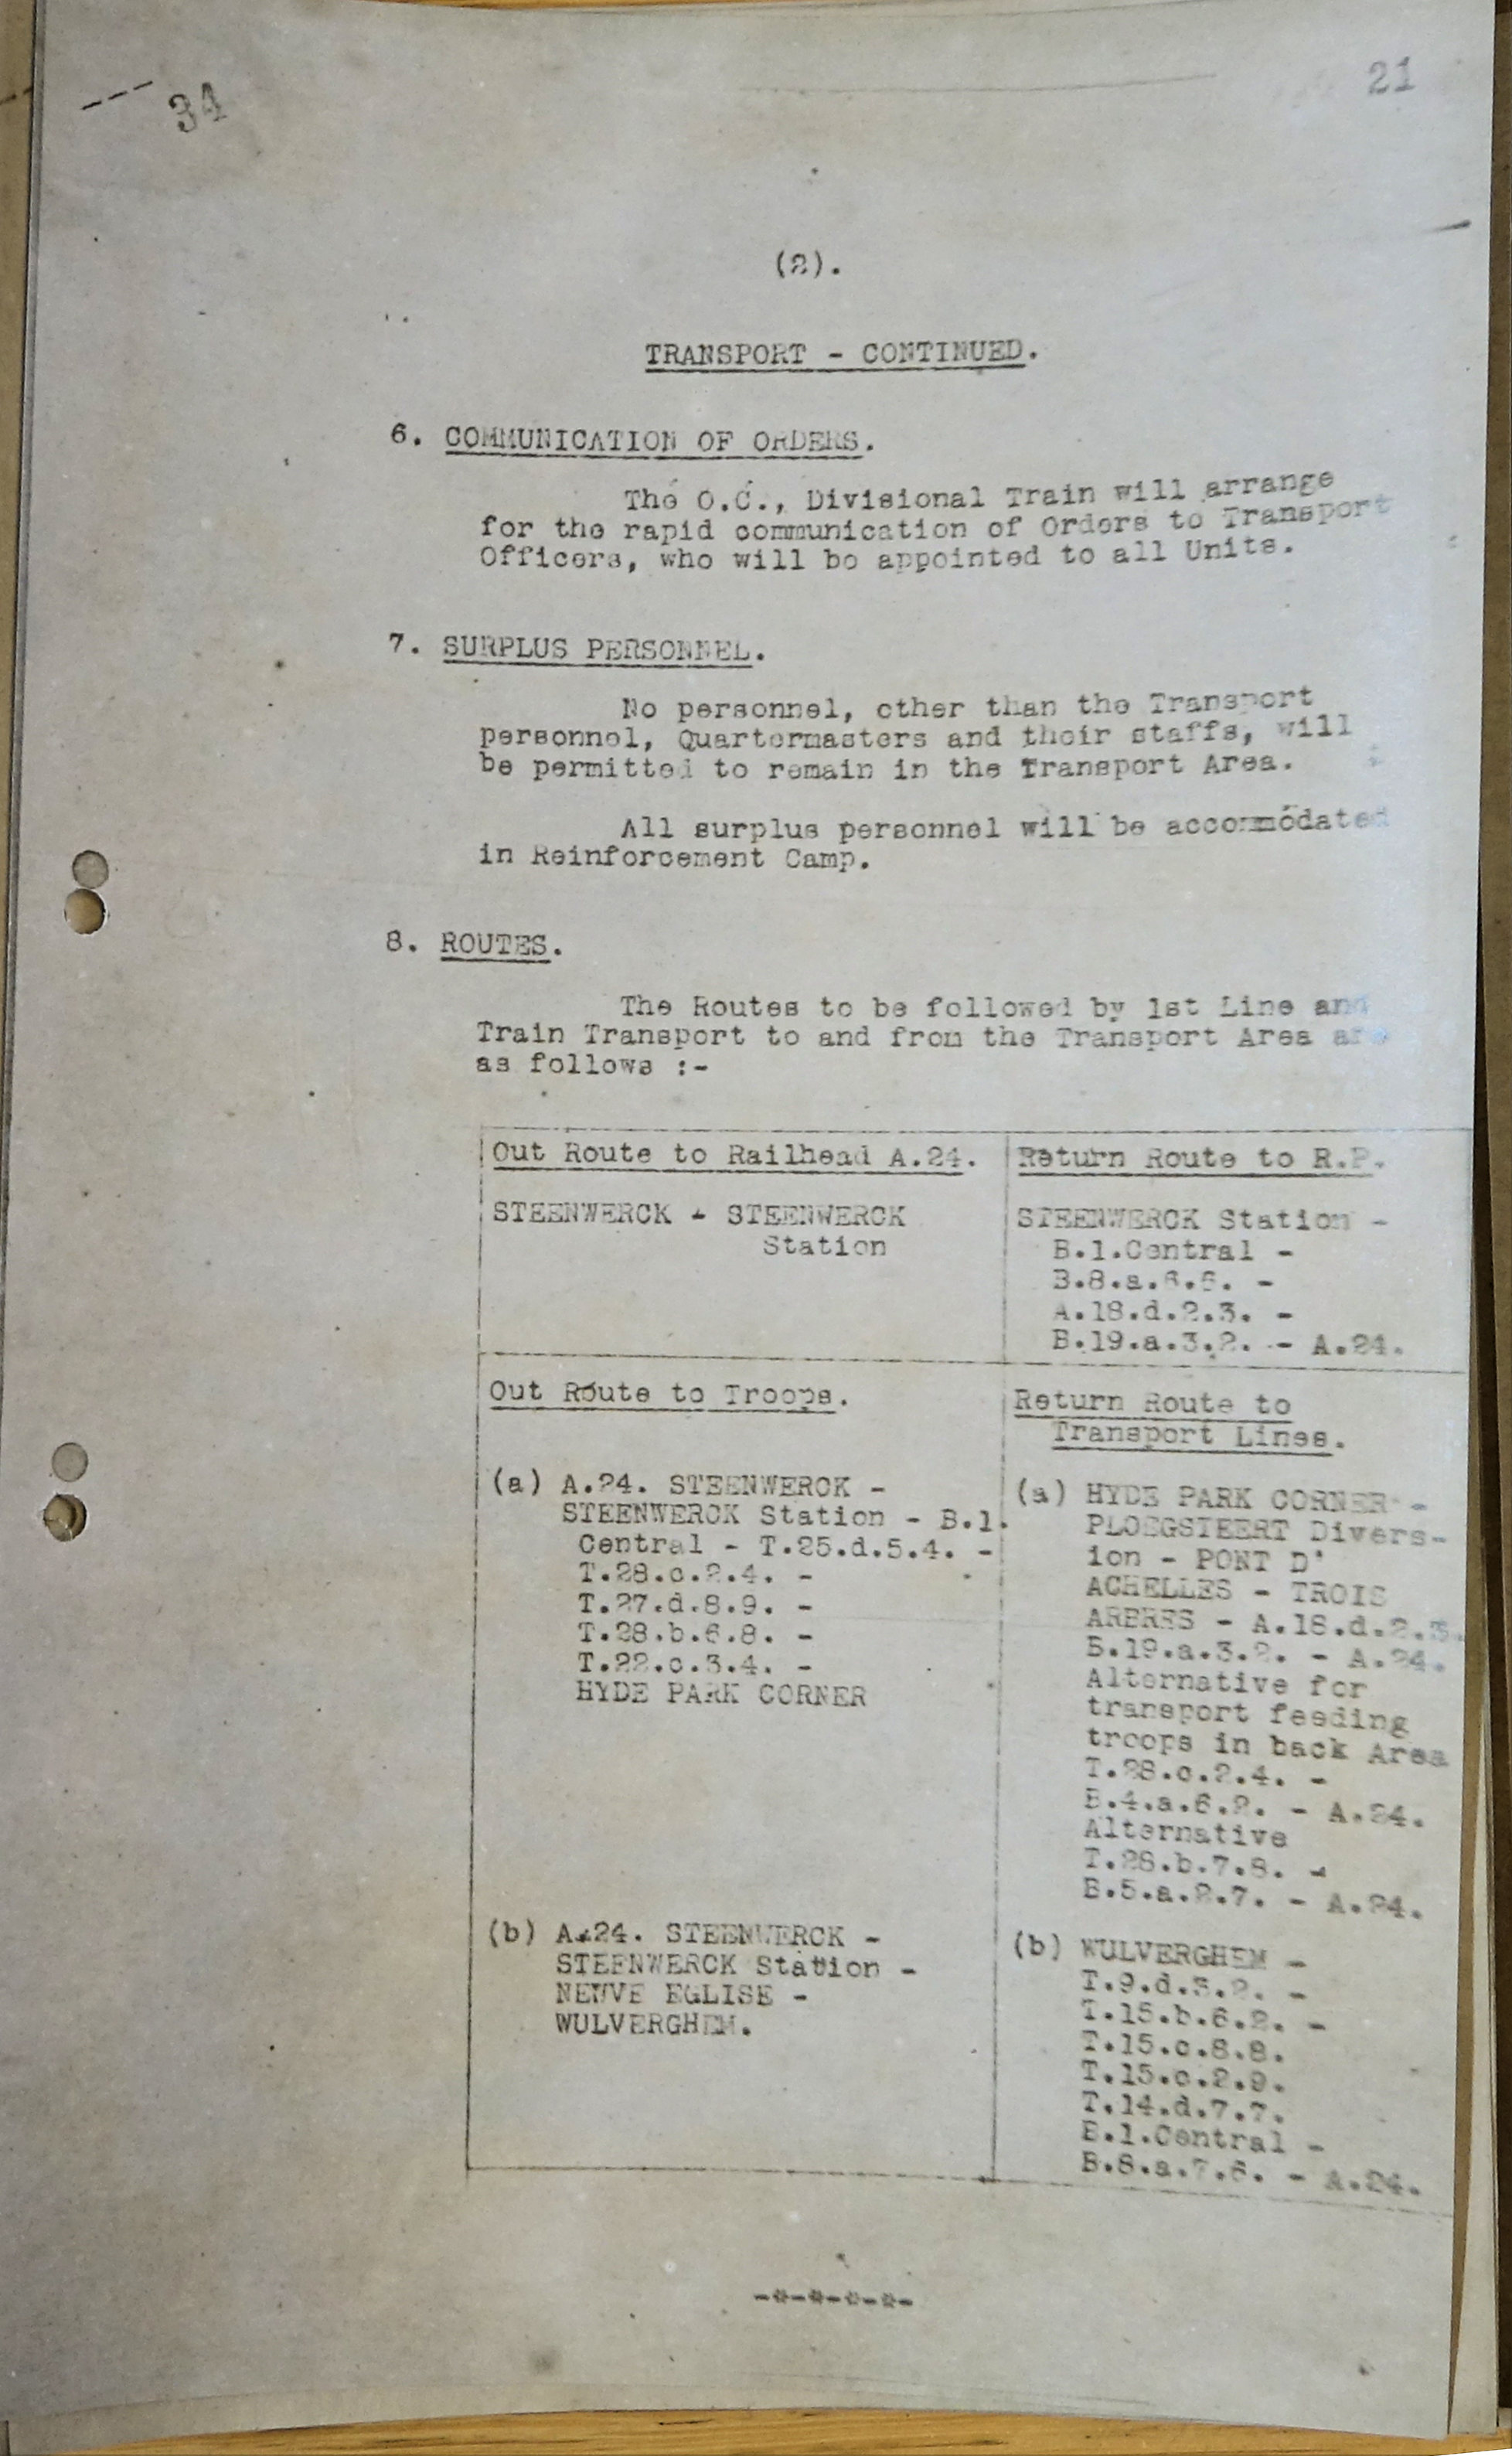 34
21
(2).
TRANSPORT - CONTINUED.
6. COMMUNICATION OF ORDERS.
The O.C., Divisional Train will arrange
for the rapid communication of Orders to Transport
Officers, who will be appointed to all Units.
7. SURPLUS PERSONNEL.
No personnel, other than the Transport
personnel, Quartermasters and their staffs, will
be permitted to remain in the Transport Area.
All surplus personnel will be accommodated
in Reinforcement Camp.
8. ROUTES.
The Routes to be followed by 1st Line and
Train Transport to and from the Transport Area are
as follows :-
Out Route to Railhead A.24.
STEENWERCK - STEENWERCK
Station
Return Route to R.P.
STEENWERCK Station -
B.1.Central -
B.8.a.6.6. -
A.18.d.2.3. -
B.19.a.3.2. - A.24.
Out Route to Troops.
(a) A.24. STEENWERCK -
STEENWERCK Station - B.1.
Central - T.25.d.5.4. -
T.28.c.2.4. -
T.27.d.8.9. -
T.28.b.6.8. -
T.22.c.3.4. -
HYDE PARK CORNER
(b) A.24. STEENWERCK -
STEENWERCK Station -
NEUVE EGLISE -
WULVERGHEM.
Return Route to
Transport Lines.
(a) HYDE PARK CORNER -
PLOEGSTEERT Divers-
ion - PONT D'
ACHELLES - TROIS
ARBRES - A.18.d.2.3.
B.19.a.3.2. - A.24.
Alternative for
transport feeding
troops in back Area
T.28.c.2.4. -
B.4.a.6.2. - A.24.
Alternative
T.28.b.7.8. -
B.5.a.2.7. - A.24.
(b) WULVERGHEM -
T.9.d.3.2. -
T.15.b.6.2. -
T.15.c.8.8.
T.15.c.2.9.
T.14.d.7.7.
B.1.Central -
B.8.a.7.6. - A.24.
-*-*-*-*-